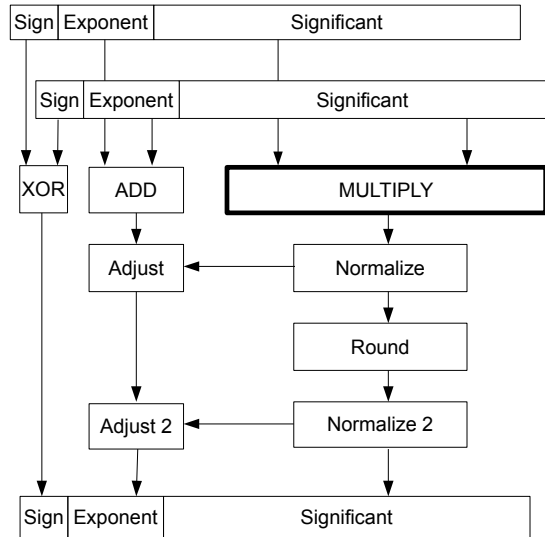 Sign Exponent Significant
Sign Exponent Significant
XOR ADD MULTIPLY
Adjust Normalize
Round
Adjust 2 Normalize 2
Sign Exponent Significant